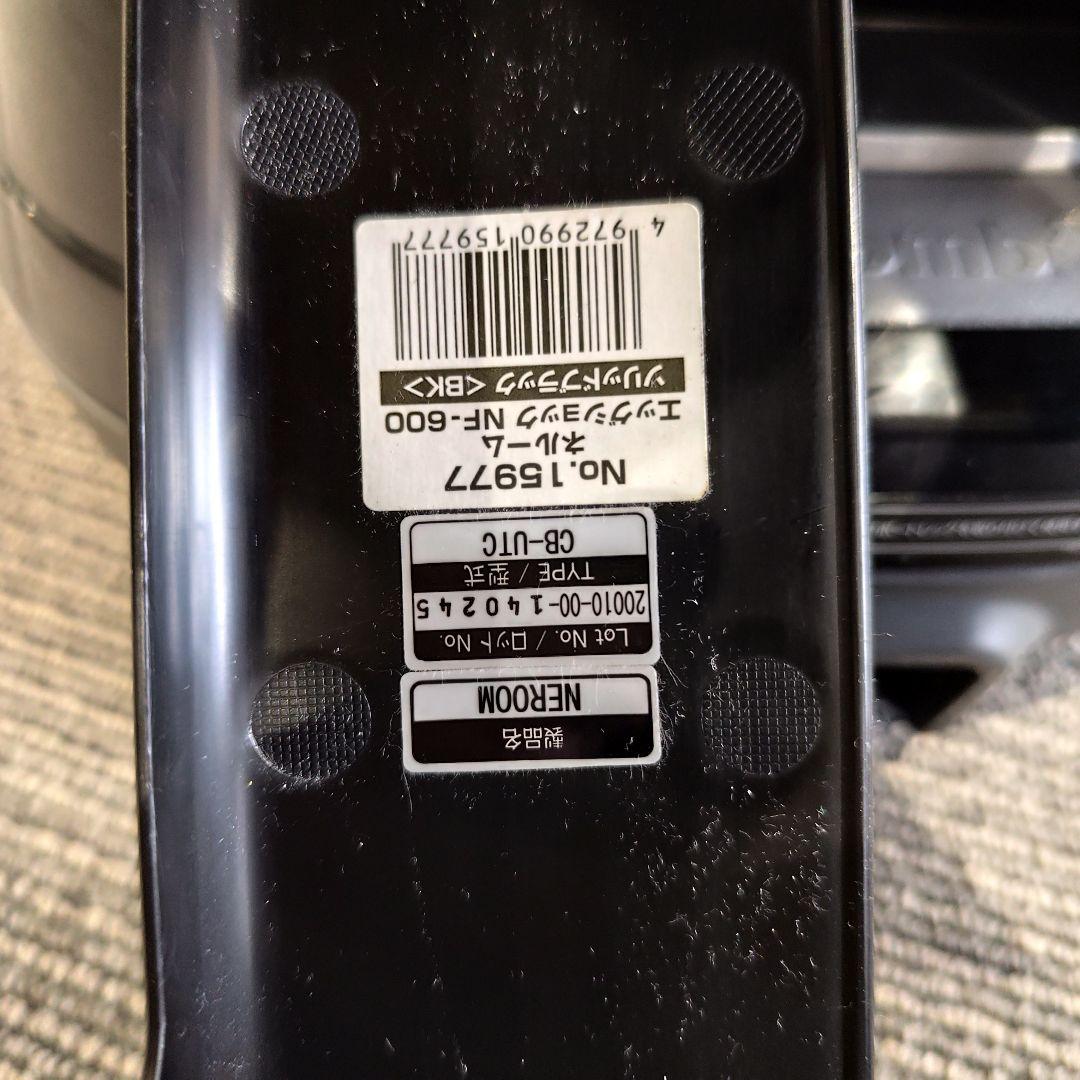 製品名
NEROOM
Lot No. / ロット No.
20010-00-140245
TYPE / 型式
CB-UTC
No.15977
ネルーム
エッグショック NF-600
ソリッドブラック <BK>
4 972990 159777